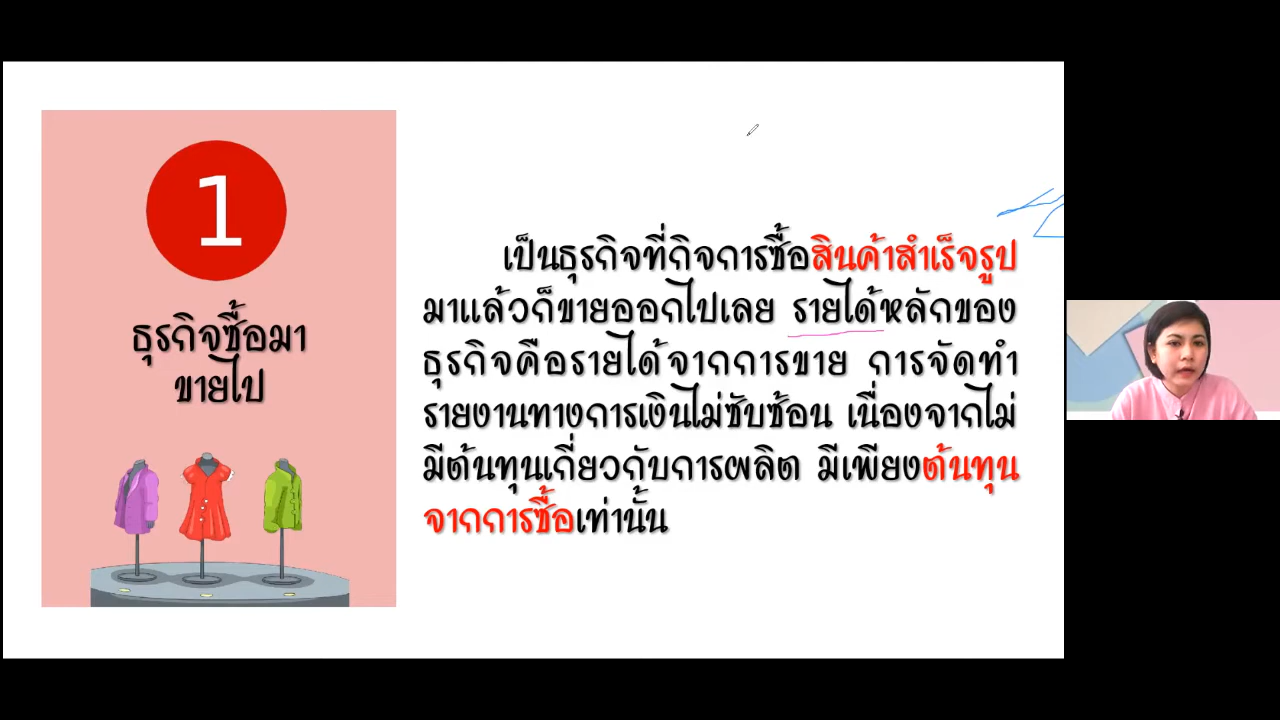 1
ธุรกิจซื้อมา
ขายไป
เป็นธุรกิจที่กิจการซื้อสินค้าสำเร็จรูป
มาแล้วก็ขายออกไปเลย รายได้หลักของ
ธุรกิจคือรายได้จากการขาย การจัดทำ
รายงานทางการเงินไม่ซับซ้อน เนื่องจากไม่
มีต้นทุนเกี่ยวกับการผลิต มีเพียงต้นทุน
จากการซื้อเท่านั้น